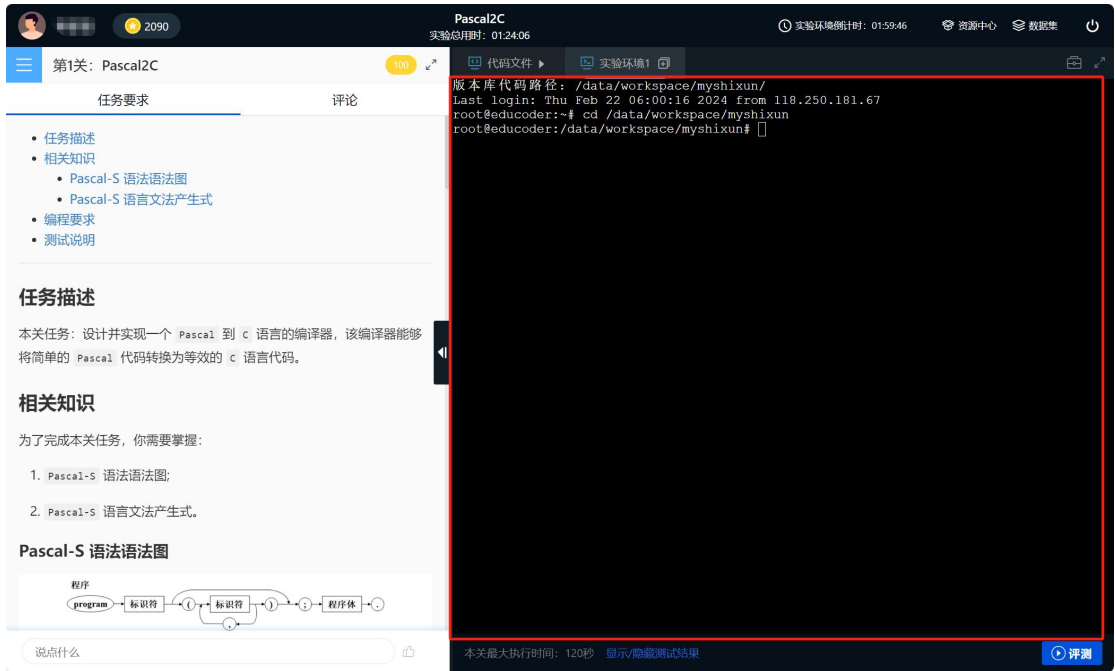 2090
Pascal2C
实验总用时：01:24:06
实验环境倒计时：01:59:46
资源中心
数据集
第1关：Pascal2C
100
代码文件
实验环境1
任务要求
评论
任务描述
相关知识
Pascal-S 语法语法图
Pascal-S 语言文法产生式
编程要求
测试说明
任务描述
本关任务：设计并实现一个 Pascal 到 C 语言的编译器，该编译器能够
将简单的 Pascal 代码转换为等效的 C 语言代码。
相关知识
为了完成本关任务，你需要掌握：
1. Pascal-S 语法语法图;
2. Pascal-S 语言文法产生式。
Pascal-S 语法语法图
程序
program 标识符 ( 标识符 ) ; 程序体 .
,
说点什么
版本库代码路径：/data/workspace/myshixun/
Last login: Thu Feb 22 06:00:16 2024 from 118.250.181.67
root@educoder:~# cd /data/workspace/myshixun
root@educoder:/data/workspace/myshixun#
本关最大执行时间：120秒 显示/隐藏测试结果
评测